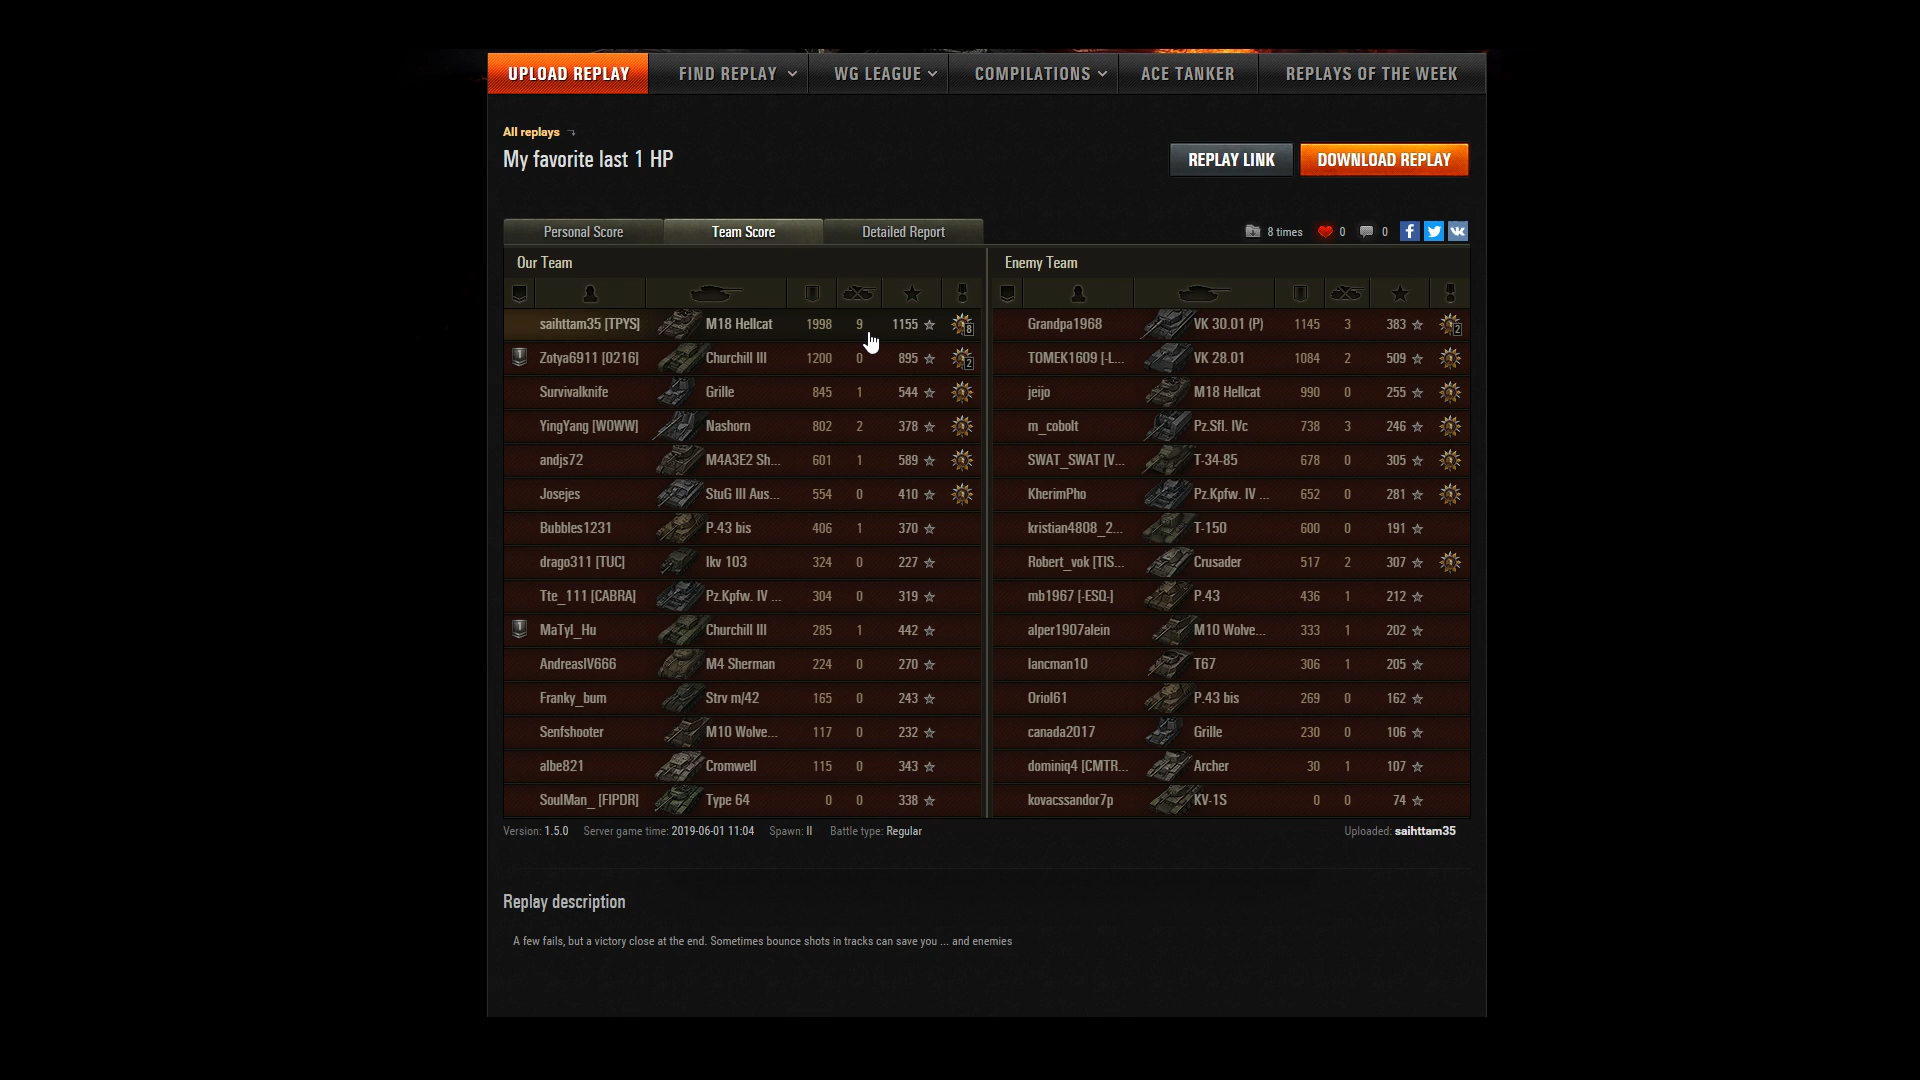 UPLOAD REPLAY FIND REPLAY WG LEAGUE COMPILATIONS ACE TANKER REPLAYS OF THE WEEK
All replays
My favorite last 1 HP
REPLAY LINK DOWNLOAD REPLAY
Personal Score Team Score Detailed Report 8 times 0 0
Our Team Enemy Team
saihttam35 [TPYS] M18 Hellcat 1998 9 1155 8 Grandpa1968 VK 30.01 (P) 1145 3 383 2
1 Zotya6911 [0216] Churchill III 1200 0 895 2 TOMEK1609 [-L... VK 28.01 1084 2 509
Survivalknife Grille 845 1 544 jeijo M18 Hellcat 990 0 255
YingYang [WOWW] Nashorn 802 2 378 m_cobolt Pz.Sfl. IVc 738 3 246
andjs72 M4A3E2 Sh... 601 1 589 SWAT_SWAT [V... T-34-85 678 0 305
Josejes StuG III Aus... 554 0 410 KherimPho Pz.Kpfw. IV ... 652 0 281
Bubbles1231 P.43 bis 406 1 370 kristian4808_2... T-150 600 0 191
drago311 [TUC] Ikv 103 324 0 227 Robert_vok [TIS... Crusader 517 2 307
Tte_111 [CABRA] Pz.Kpfw. IV ... 304 0 319 mb1967 [-ESQ-] P.43 436 1 212
1 MaTyI_Hu Churchill III 285 1 442 alper1907alein M10 Wolve... 333 1 202
AndreasIV666 M4 Sherman 224 0 270 lancman10 T67 306 1 205
Franky_bum Strv m/42 165 0 243 Oriol61 P.43 bis 269 0 162
Senfshooter M10 Wolve... 117 0 232 canada2017 Grille 230 0 106
albe821 Cromwell 115 0 343 dominiq4 [CMTR... Archer 30 1 107
SoulMan_ [FIPDR] Type 64 0 0 338 kovacssandor7p KV-1S 0 0 74
Version: 1.5.0 Server game time: 2019-06-01 11:04 Spawn: II Battle type: Regular Uploaded: saihttam35
Replay description
A few fails, but a victory close at the end. Sometimes bounce shots in tracks can save you ... and enemies